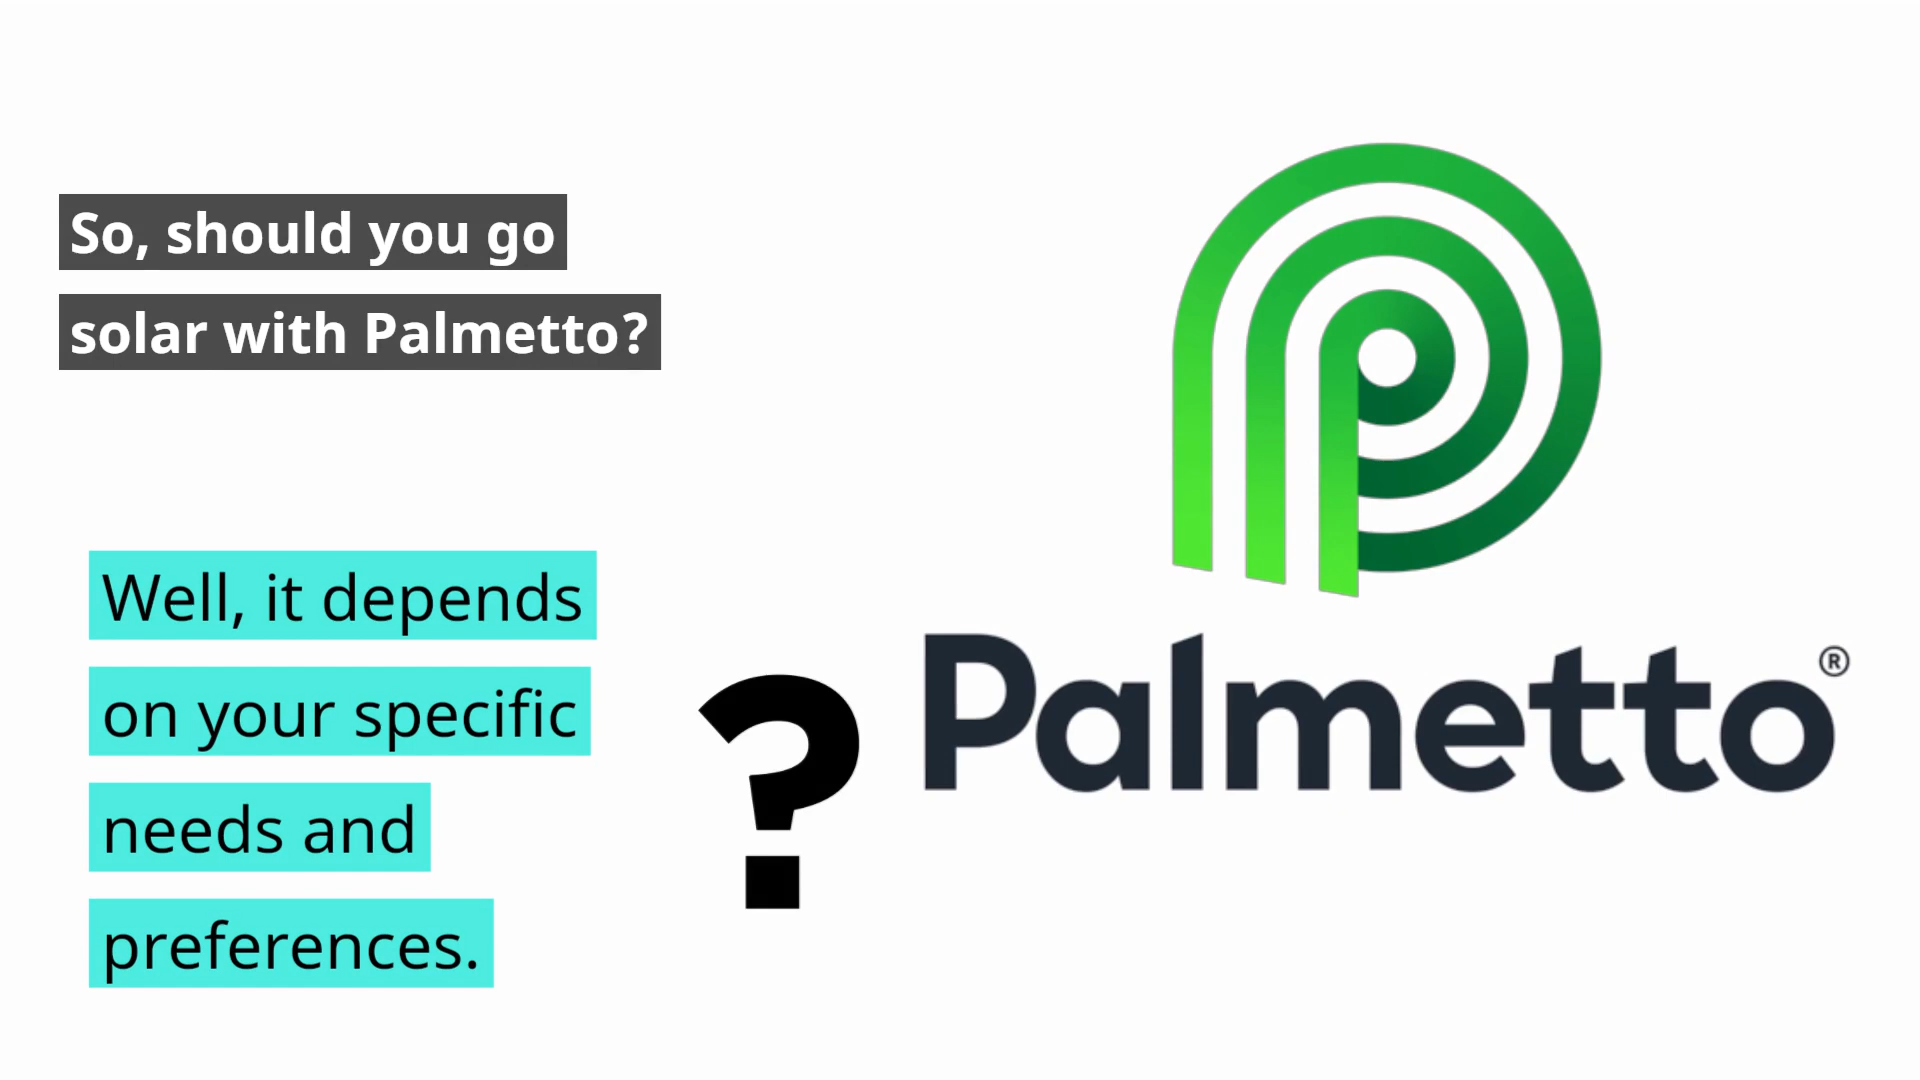 So, should you go
solar with Palmetto?
Well, it depends
on your specific
needs and
preferences.
?
Palmetto®